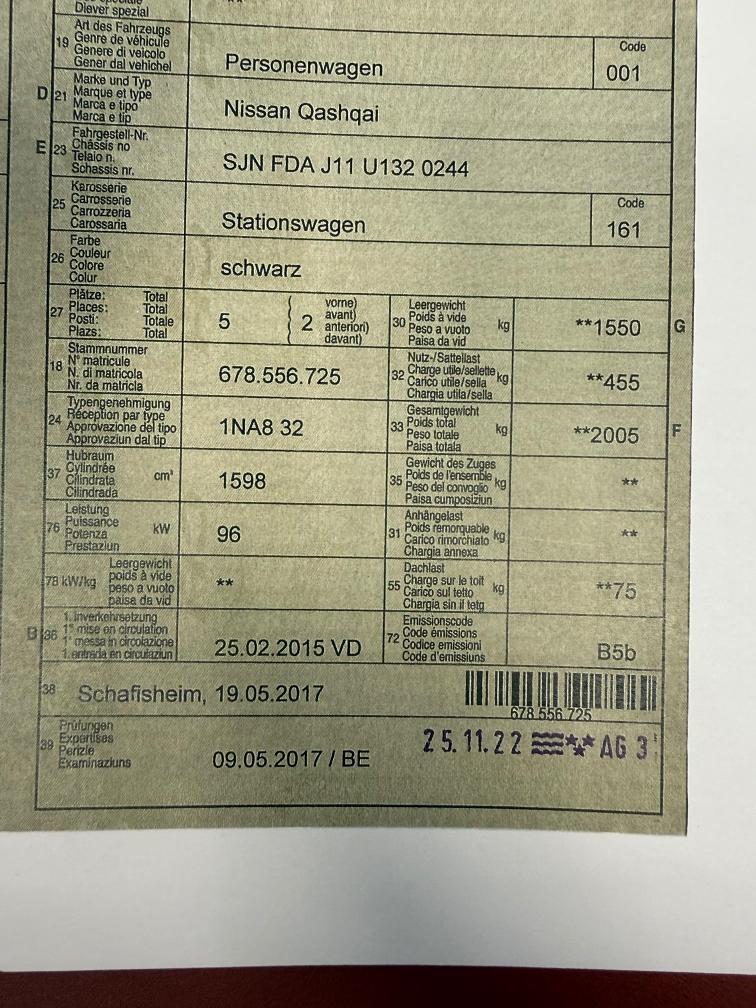 Diever spezial
**
19
Art des Fahrzeugs
Genre de véhicule
Genere di veicolo
Gener dal vehichel
Personenwagen
Code
001
D
21
Marke und Typ
Marque et type
Marca e tipo
Marca e tip
Nissan Qashqai
E
23
Fahrgestell-Nr.
Châssis no
Telaio n.
Schassis nr.
SJN FDA J11 U132 0244
25
Karosserie
Carrosserie
Carrozzeria
Carossaria
Stationswagen
Code
161
26
Farbe
Couleur
Colore
Colur
schwarz
27
Plätze: Total
Places: Total
Posti: Totale
Plazs: Total
5
2
vorne)
avant)
anteriori)
davant)
30
Leergewicht
Poids à vide
Peso a vuoto
Paisa da vid
kg
**1550
G
18
Stammnummer
N° matricule
N. di matricola
Nr. da matricla
678.556.725
32
Nutz-/Sattellast
Charge utile/sellette
Carico utile/sella
Chargia utila/sella
kg
**455
24
Typengenehmigung
Réception par type
Approvazione del tipo
Approvaziun dal tip
1NA8 32
33
Gesamtgewicht
Poids total
Peso totale
Paisa totala
kg
**2005
F
37
Hubraum
Cylindrée
Cilindrata
Cilindrada
cm³
1598
35
Gewicht des Zuges
Poids de l'ensemble
Peso del convoglio
Paisa cumposiziun
kg
**
76
Leistung
Puissance
Potenza
Prestaziun
kW
96
31
Anhängelast
Poids remorquable
Carico rimorchiato
Chargia annexa
kg
**
78 kW/kg
Leergewicht
poids à vide
peso a vuoto
paisa da vid
**
55
Dachlast
Charge sur le toit
Carico sul tetto
Chargia sin il tetg
kg
**75
B
36
1. Inverkehrsetzung
1re mise en circulation
1a messa in circolazione
1. entrada en circulaziun
25.02.2015 VD
72
Emissionscode
Code émissions
Codice emissioni
Code d'emissiuns
B5b
38
Schafisheim, 19.05.2017
678 556 725
39
Prüfungen
Expertises
Perizie
Examinaziuns
09.05.2017 / BE
25.11.22 AG 3